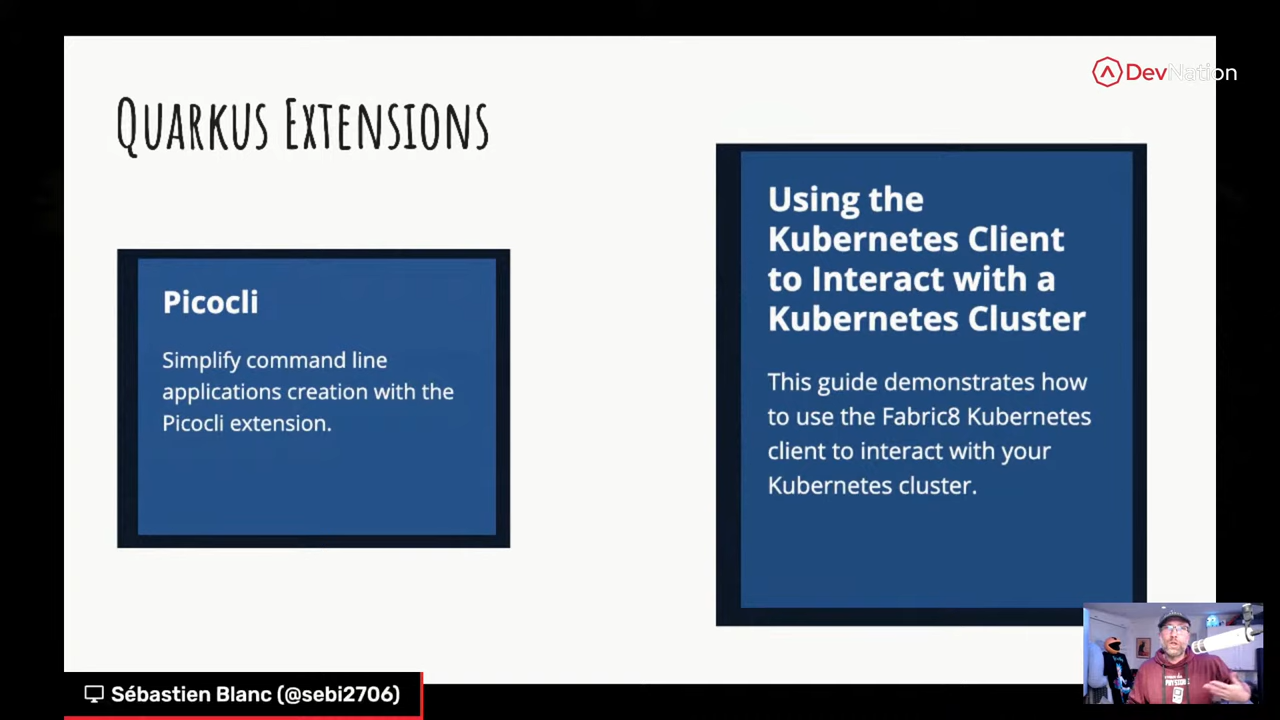 DevNation
QUARKUS EXTENSIONS
Picocli
Simplify command line
applications creation with the
Picocli extension.
Using the
Kubernetes Client
to Interact with a
Kubernetes Cluster
This guide demonstrates how
to use the Fabric8 Kubernetes
client to interact with your
Kubernetes cluster.
Sébastien Blanc (@sebi2706)